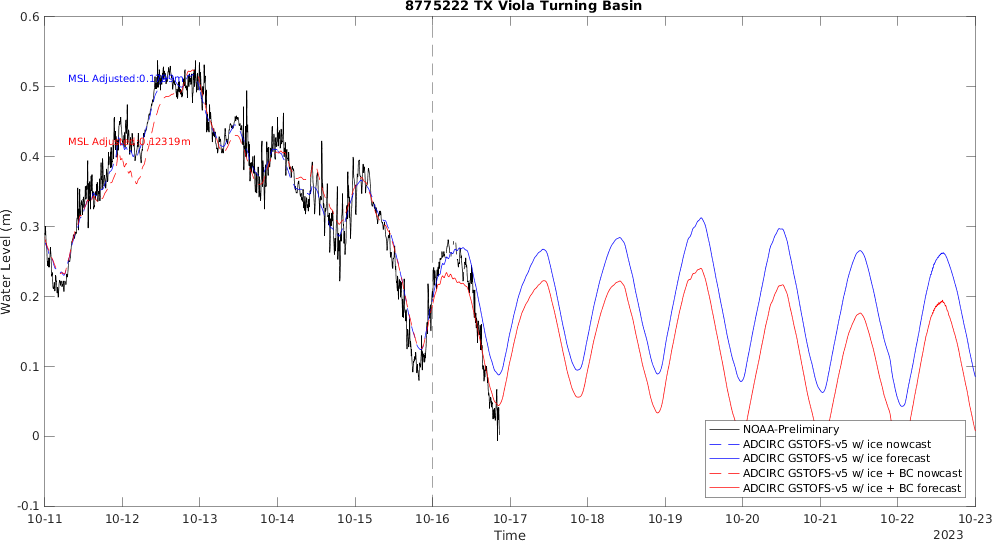 8775222 TX Viola Turning Basin
0.6
0.5
0.4
0.3
0.2
0.1
0
-0.1
Water Level (m)
MSL Adjusted:
MSL Adjusted:0.12319m
NOAA-Preliminary
ADCIRC GSTOFS-v5 w/ ice nowcast
ADCIRC GSTOFS-v5 w/ ice forecast
ADCIRC GSTOFS-v5 w/ ice + BC nowcast
ADCIRC GSTOFS-v5 w/ ice + BC forecast
10-11 10-12 10-13 10-14 10-15 10-16 10-17 10-18 10-19 10-20 10-21 10-22 10-23
Time
2023